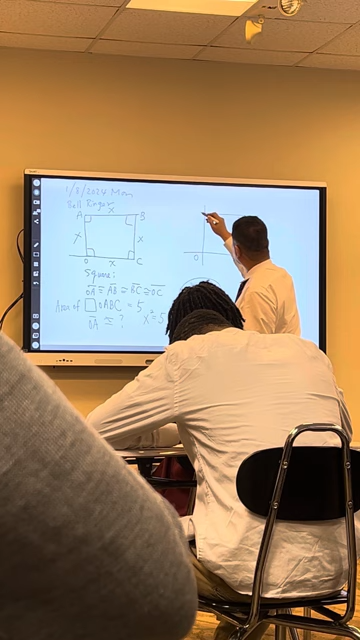 1/8/2024 Mon
Bell Ringer
x
A B
x x
O x C
Square:
OA ≅ AB ≅ BC ≅ OC
Area of □ OABC = 5
OA ≅ ? x² = 5
O